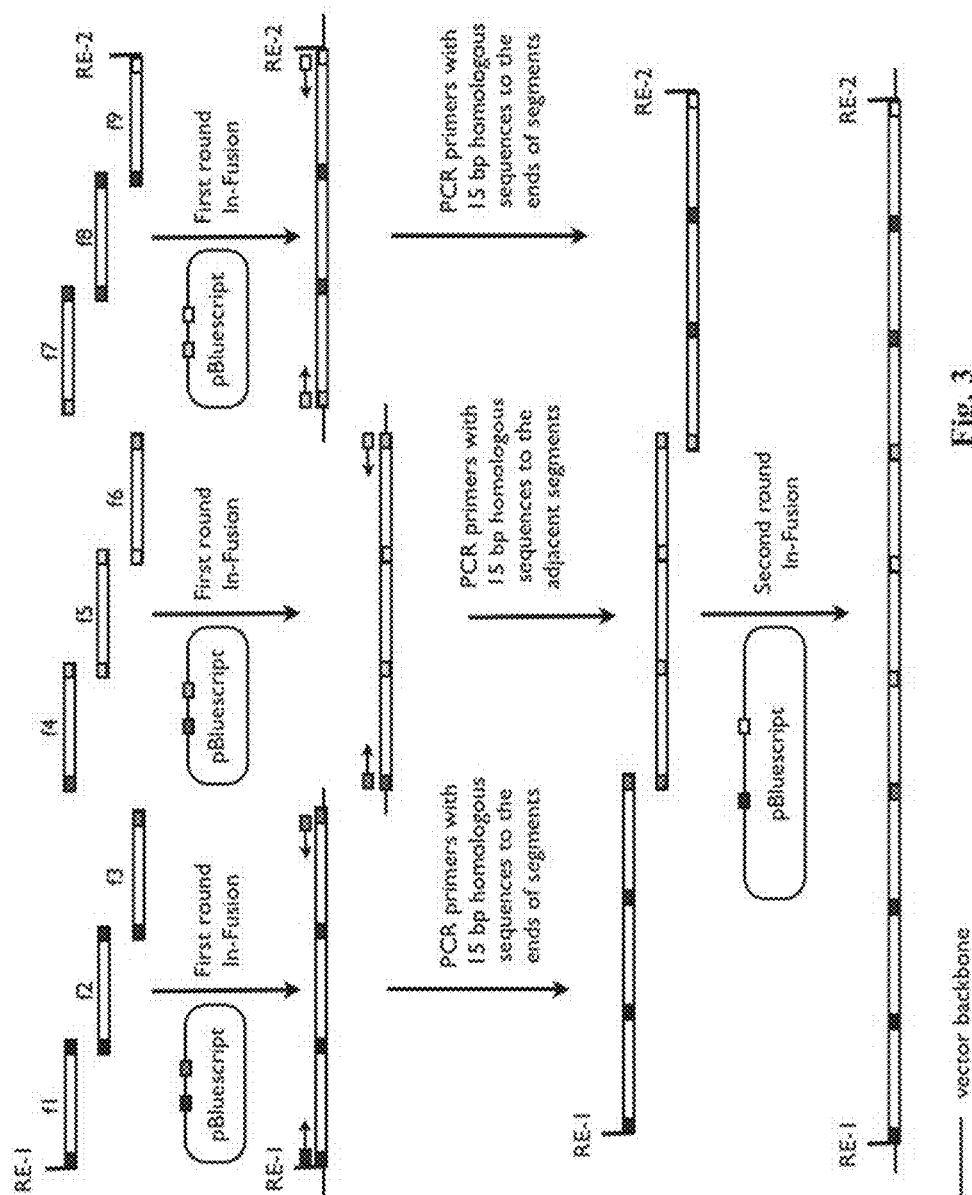 RE-1
f1
f2
f3
f4
f5
f6
f7
f8
f9
RE-2
pBluescript
First round
In-Fusion
pBluescript
First round
In-Fusion
pBluescript
First round
In-Fusion
RE-1
RE-2
PCR primers with
15 bp homologous
sequences to the
ends of segments
PCR primers with
15 bp homologous
sequences to the
adjacent segments
PCR primers with
15 bp homologous
sequences to the
ends of segments
RE-1
RE-2
pBluescript
Second round
In-Fusion
RE-1
RE-2
vector backbone
Fig. 3